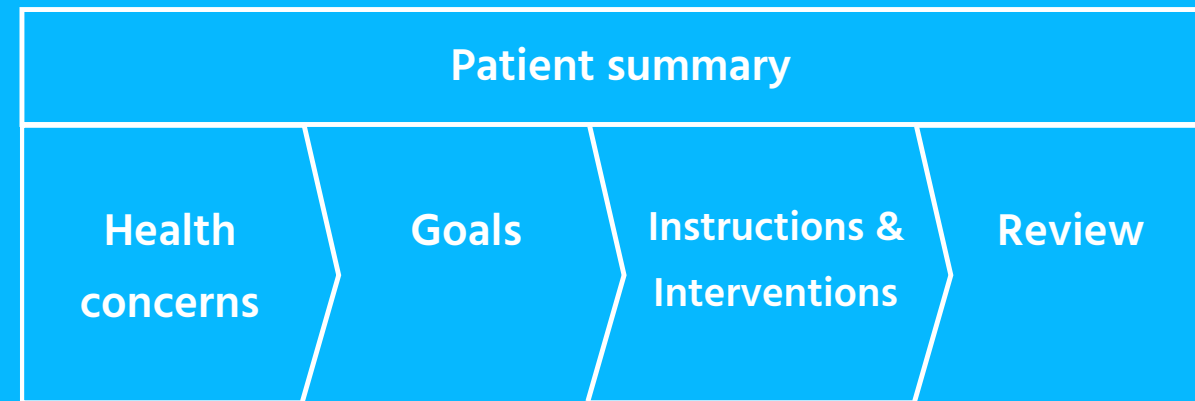 Patient summary
Health
concerns
Goals
Instructions &
Interventions
Review